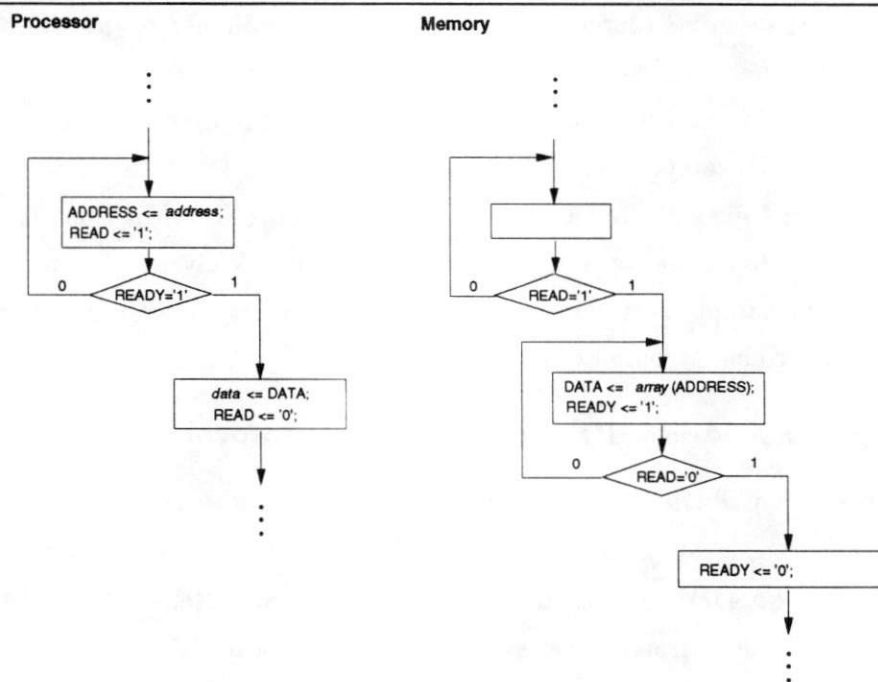 Processor
ADDRESS <= address;
READ <= '1';
0
READY='1'
1
data <= DATA;
READ <= '0';
Memory
0
READ='1'
1
DATA <= array (ADDRESS);
READY <= '1';
0
READ='0'
1
READY <= '0';